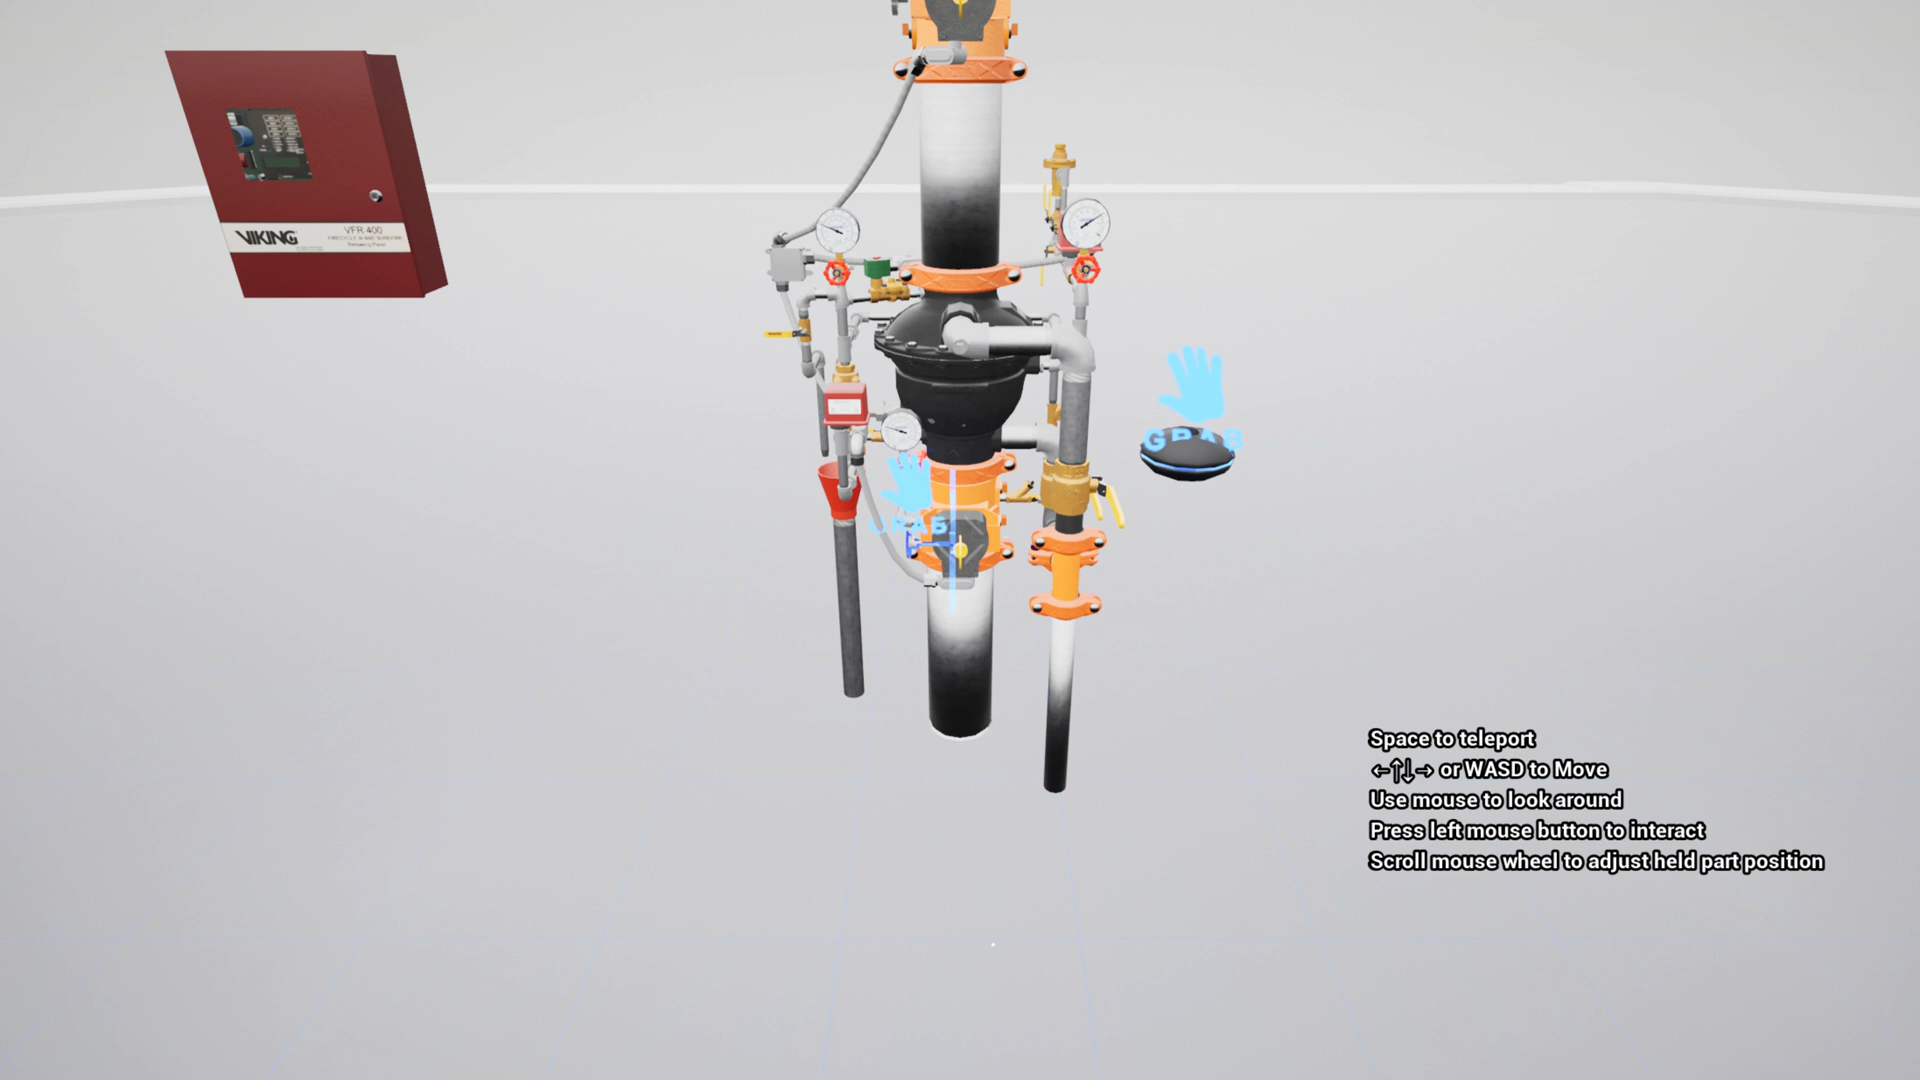 VIKING
VFR 400
GRAB
GRAB
Space to teleport
←↑↓→ or WASD to Move
Use mouse to look around
Press left mouse button to interact
Scroll mouse wheel to adjust held part position